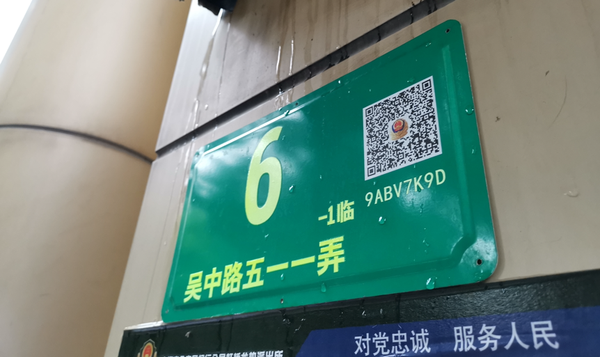 6
-1临
9ABV7K9D
吴中路五一一弄
对党忠诚 服务人民